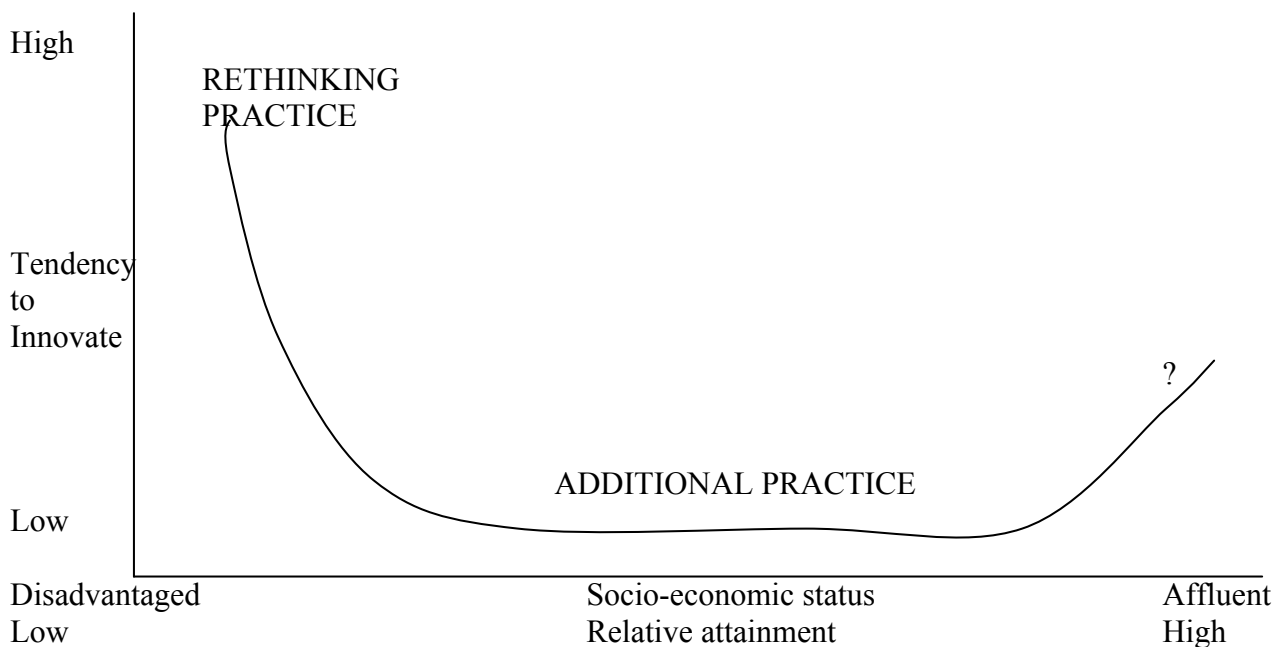 High
RETHINKING
PRACTICE
Tendency
to
Innovate
?
ADDITIONAL PRACTICE
Low
Disadvantaged Socio-economic status Affluent
Low Relative attainment High